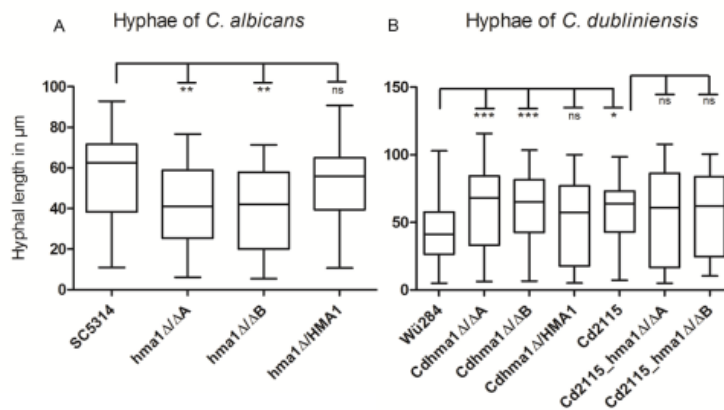 A
Hyphae of C. albicans
Hyphal length in µm
100
80
60
40
20
0
**
**
ns
SC5314
hma1Δ/ΔA
hma1Δ/ΔB
hma1Δ/HMA1
B
Hyphae of C. dubliniensis
150
100
50
0
***
***
ns
*
ns
ns
Wü284
Cdhma1Δ/ΔA
Cdhma1Δ/ΔB
Cdhma1Δ/HMA1
Cd2115
Cd2115_hma1Δ/ΔA
Cd2115_hma1Δ/ΔB